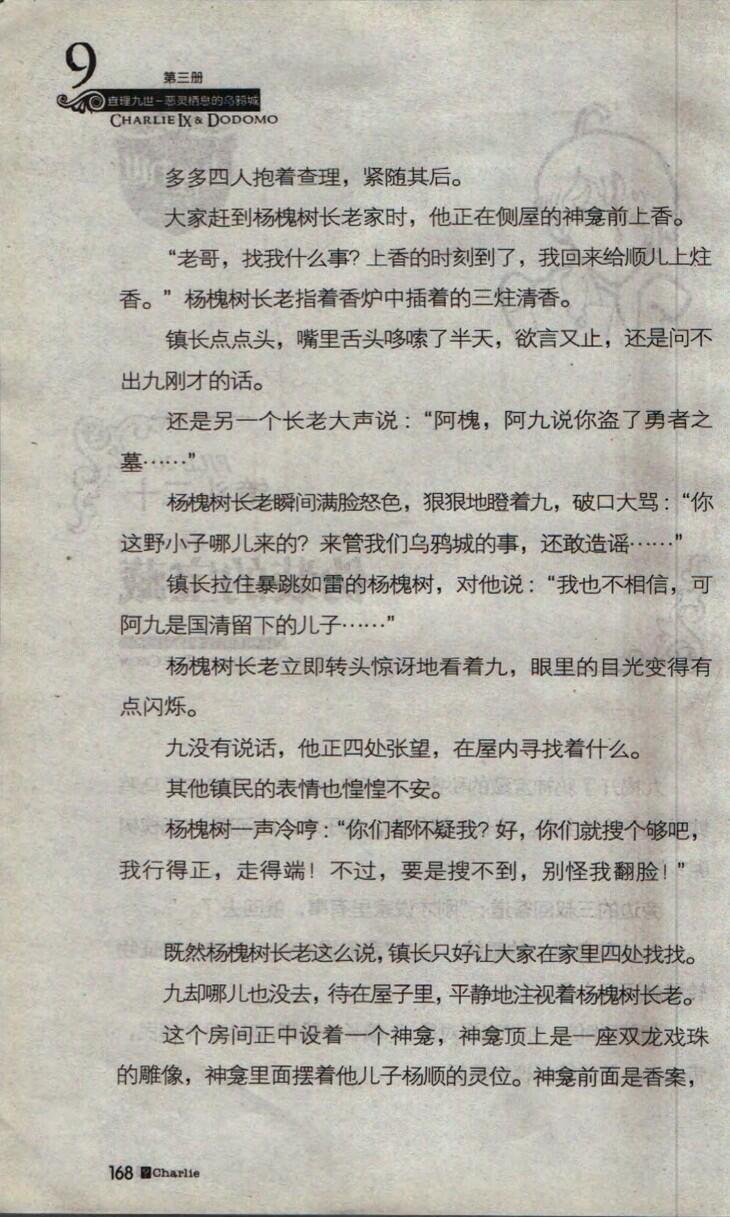 9
第三册
查理九世-恶灵栖息的乌鸦城
CHARLIE IX & DODOMO
多多四人抱着查理，紧随其后。
大家赶到杨槐树长老家时，他正在侧屋的神龛前上香。
“老哥，找我什么事？上香的时刻到了，我回来给顺儿上炷
香。”杨槐树长老指着香炉中插着的三炷清香。
镇长点点头，嘴里舌头哆嗦了半天，欲言又止，还是问不
出九刚才的话。
还是另一个长老大声说：“阿槐，阿九说你盗了勇者之
墓……”
杨槐树长老瞬间满脸怒色，狠狠地瞪着九，破口大骂：“你
这野小子哪儿来的？来管我们乌鸦城的事，还敢造谣……”
镇长拉住暴跳如雷的杨槐树，对他说：“我也不相信，可
阿九是国清留下的儿子……”
杨槐树长老立即转头惊讶地看着九，眼里的目光变得有
点闪烁。
九没有说话，他正四处张望，在屋内寻找着什么。
其他镇民的表情也惶惶不安。
杨槐树一声冷哼：“你们都怀疑我？好，你们就搜个够吧，
我行得正，走得端！不过，要是搜不到，别怪我翻脸！”
既然杨槐树长老这么说，镇长只好让大家在家里四处找找。
九却哪儿也没去，待在屋子里，平静地注视着杨槐树长老。
这个房间正中设着一个神龛，神龛顶上是一座双龙戏珠
的雕像，神龛里面摆着他儿子杨顺的灵位。神龛前面是香案，
168 Charlie